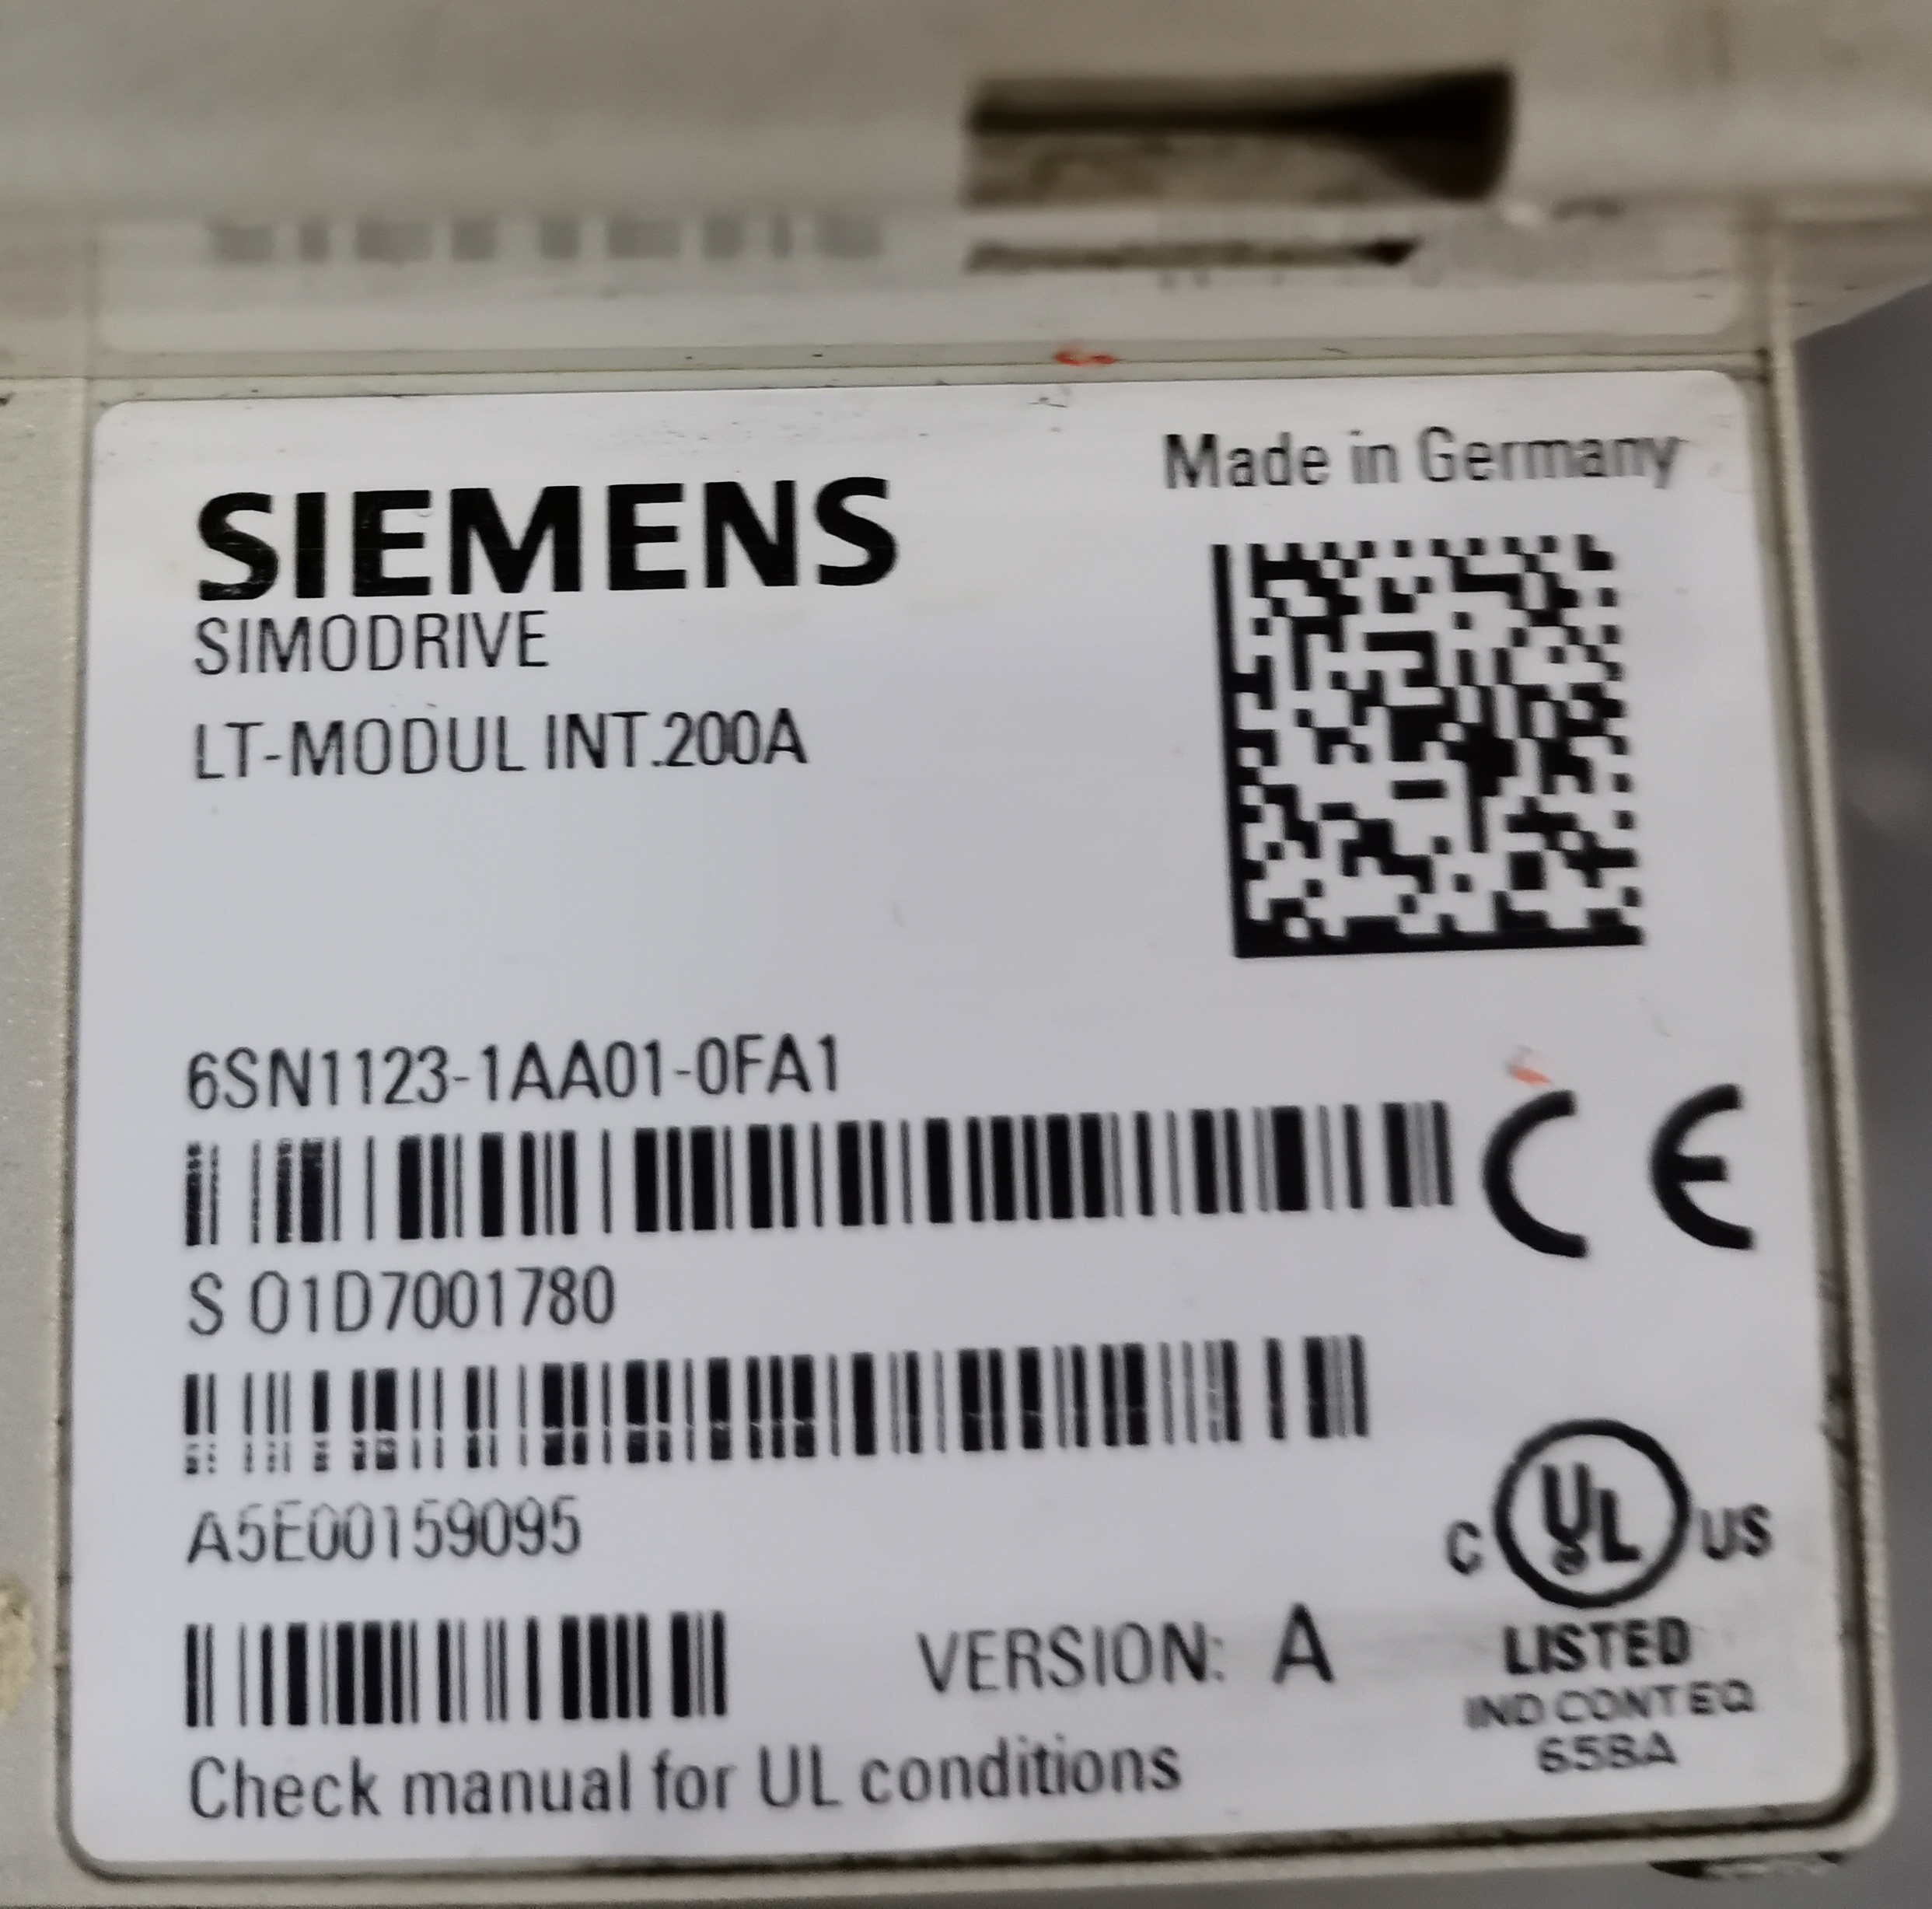 Made in Germany
SIEMENS
SIMODRIVE
LT-MODUL INT.200A
6SN1123-1AA01-0FA1
CE
S O1D7001780
A5E00159095
C UL US
VERSION: A
LISTED
IND CONT EQ
658A
Check manual for UL conditions